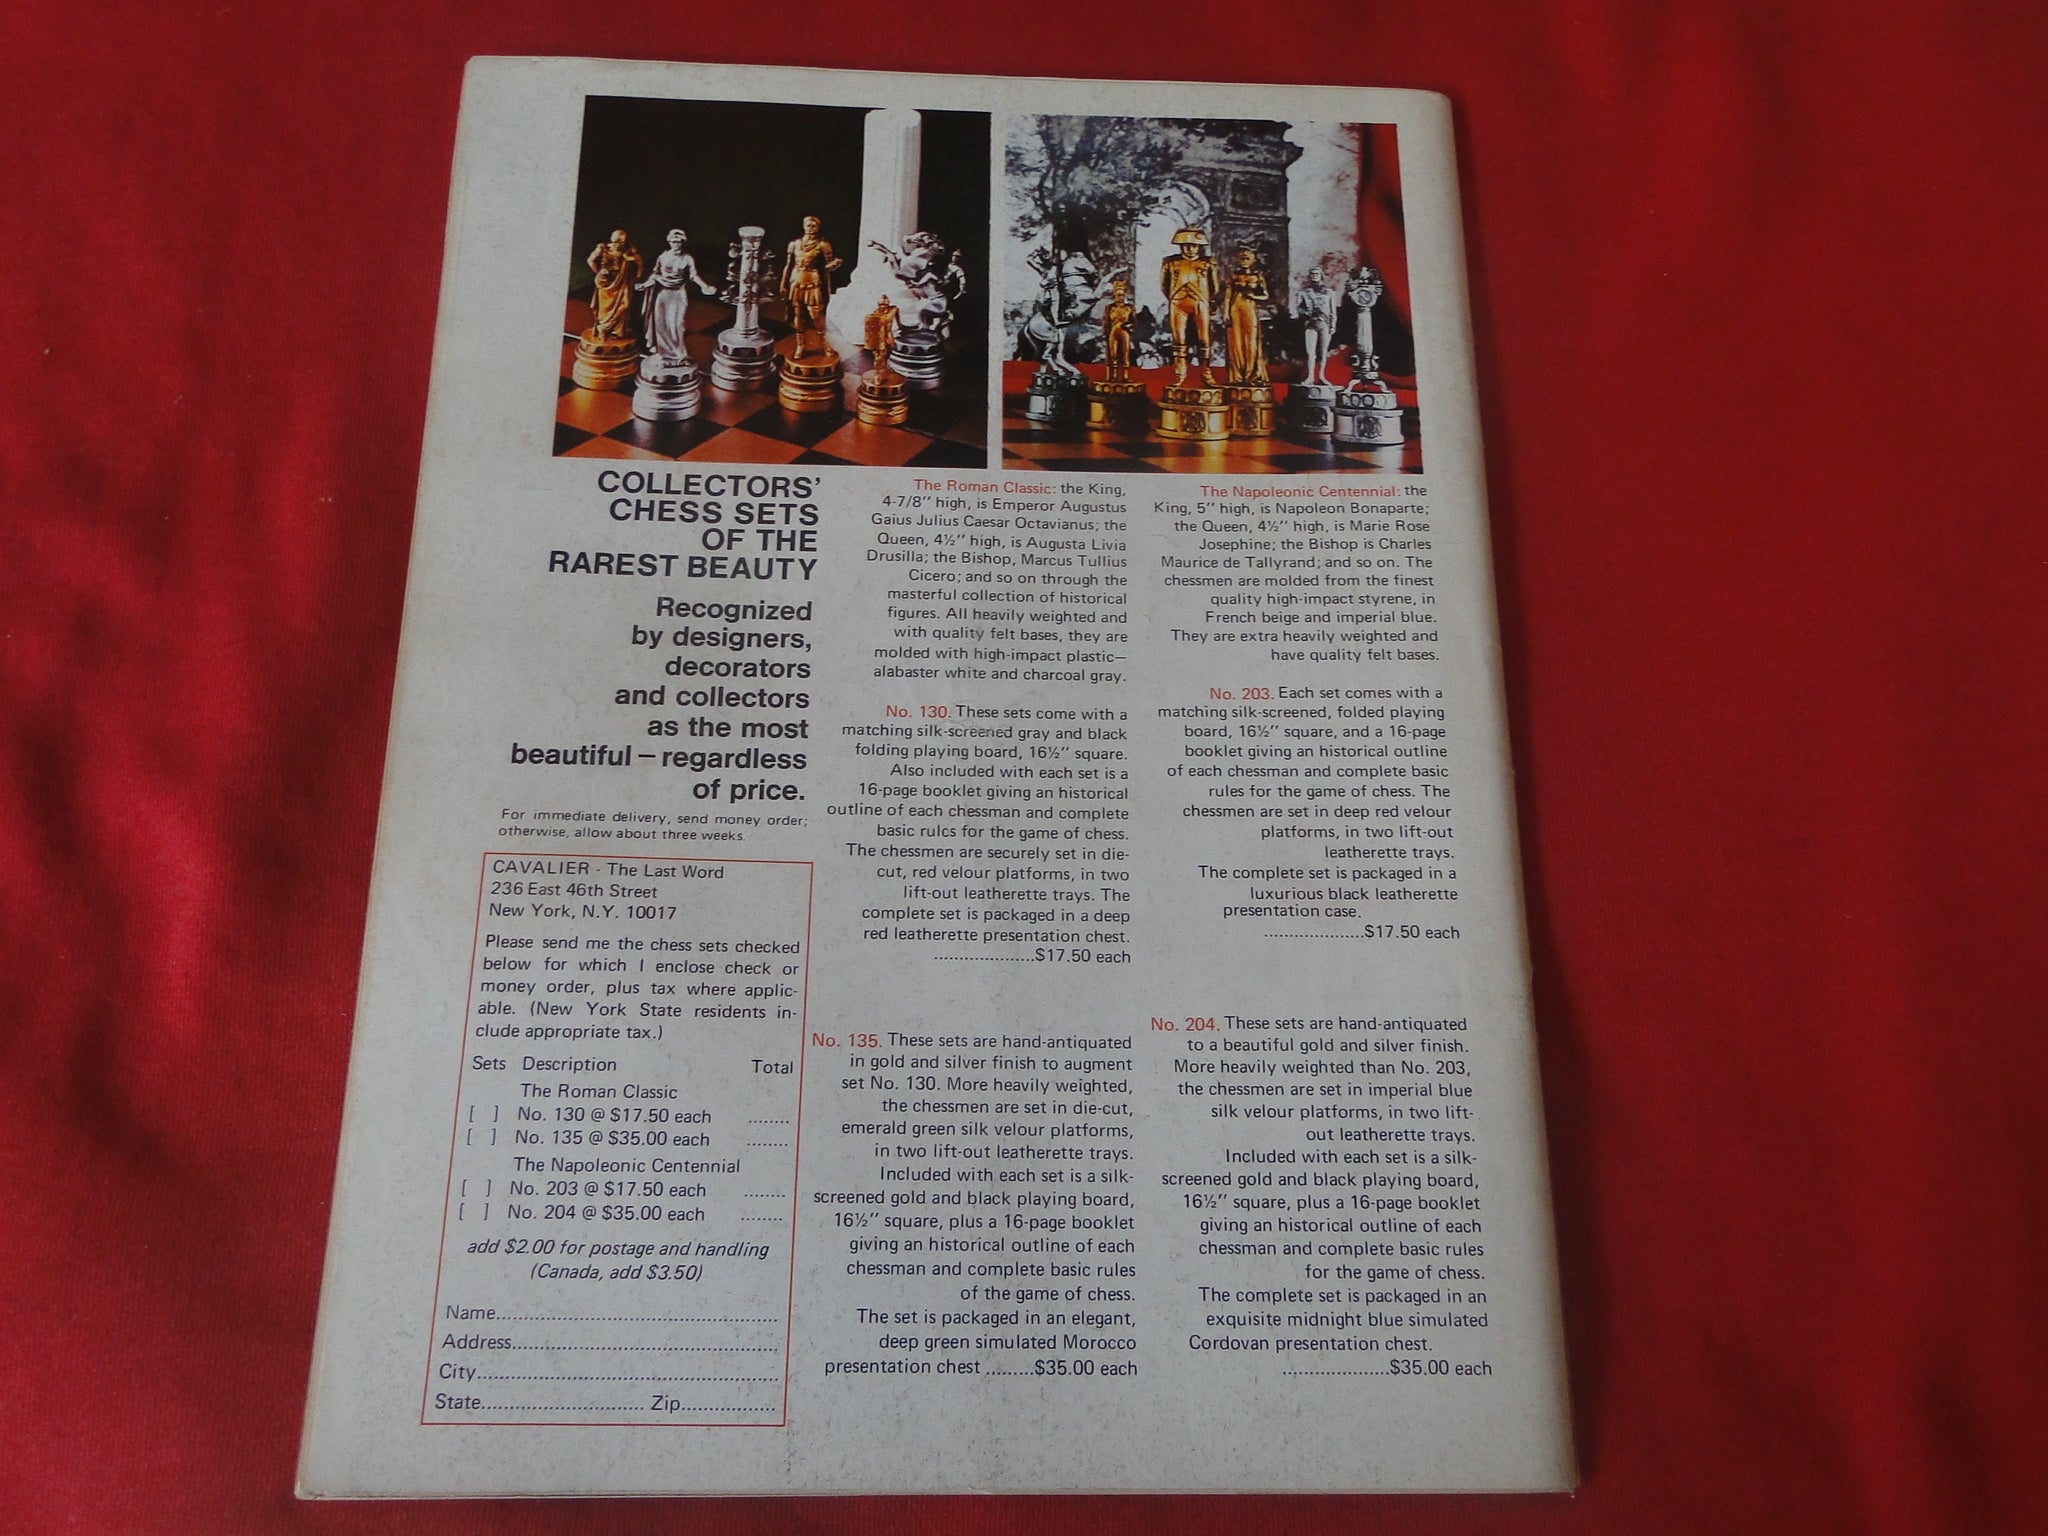 COLLECTORS'
CHESS SETS
OF THE
RAREST BEAUTY
Recognized
by designers,
decorators
and collectors
as the most
beautiful — regardless
of price.
For immediate delivery, send money order;
otherwise, allow about three weeks.
CAVALIER - The Last Word
236 East 46th Street
New York, N.Y. 10017
Please send me the chess sets checked
below for which I enclose check or
money order, plus tax where applic-
able. (New York State residents in-
clude appropriate tax.)
Sets Description Total
The Roman Classic
[ ] No. 130 @ $17.50 each ........
[ ] No. 135 @ $35.00 each ........
The Napoleonic Centennial
[ ] No. 203 @ $17.50 each ........
[ ] No. 204 @ $35.00 each ........
add $2.00 for postage and handling
(Canada, add $3.50)
Name..................................................
Address...............................................
City......................................................
State............................. Zip.................
The Roman Classic: the King,
4-7/8" high, is Emperor Augustus
Gaius Julius Caesar Octavianus; the
Queen, 4½" high, is Augusta Livia
Drusilla; the Bishop, Marcus Tullius
Cicero; and so on through the
masterful collection of historical
figures. All heavily weighted and
with quality felt bases, they are
molded with high-impact plastic—
alabaster white and charcoal gray.
No. 130. These sets come with a
matching silk-screened gray and black
folding playing board, 16½" square.
Also included with each set is a
16-page booklet giving an historical
outline of each chessman and complete
basic rules for the game of chess.
The chessmen are securely set in die-
cut, red velour platforms, in two
lift-out leatherette trays. The
complete set is packaged in a deep
red leatherette presentation chest.
....................$17.50 each
No. 135. These sets are hand-antiquated
in gold and silver finish to augment
set No. 130. More heavily weighted,
the chessmen are set in die-cut,
emerald green silk velour platforms,
in two lift-out leatherette trays.
Included with each set is a silk-
screened gold and black playing board,
16½" square, plus a 16-page booklet
giving an historical outline of each
chessman and complete basic rules
of the game of chess.
The set is packaged in an elegant,
deep green simulated Morocco
presentation chest .........$35.00 each
The Napoleonic Centennial: the
King, 5" high, is Napoleon Bonaparte;
the Queen, 4½" high, is Marie Rose
Josephine; the Bishop is Charles
Maurice de Tallyrand; and so on. The
chessmen are molded from the finest
quality high-impact styrene, in
French beige and imperial blue.
They are extra heavily weighted and
have quality felt bases.
No. 203. Each set comes with a
matching silk-screened, folded playing
board, 16½" square, and a 16-page
booklet giving an historical outline
of each chessman and complete basic
rules for the game of chess. The
chessmen are set in deep red velour
platforms, in two lift-out
leatherette trays.
The complete set is packaged in a
luxurious black leatherette
presentation case.
....................$17.50 each
No. 204. These sets are hand-antiquated
to a beautiful gold and silver finish.
More heavily weighted than No. 203,
the chessmen are set in imperial blue
silk velour platforms, in two lift-
out leatherette trays.
Included with each set is a silk-
screened gold and black playing board,
16½" square, plus a 16-page booklet
giving an historical outline of each
chessman and complete basic rules
for the game of chess.
The complete set is packaged in an
exquisite midnight blue simulated
Cordovan presentation chest.
....................$35.00 each